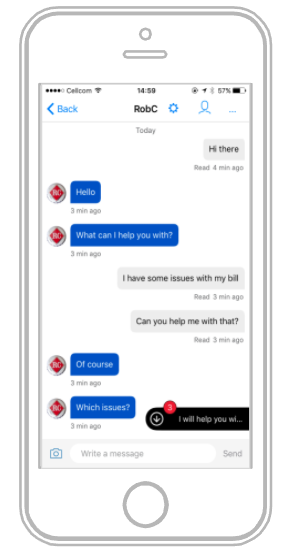 Cellcom 14:59 57%
Back RobC ...
Today
Hi there
Read 4 min ago
Hello
3 min ago
What can I help you with?
3 min ago
I have some issues with my bill
Read 3 min ago
Can you help me with that?
Read 3 min ago
Of course
3 min ago
Which issues?
3 min ago
3
I will help you wi...
Write a message Send